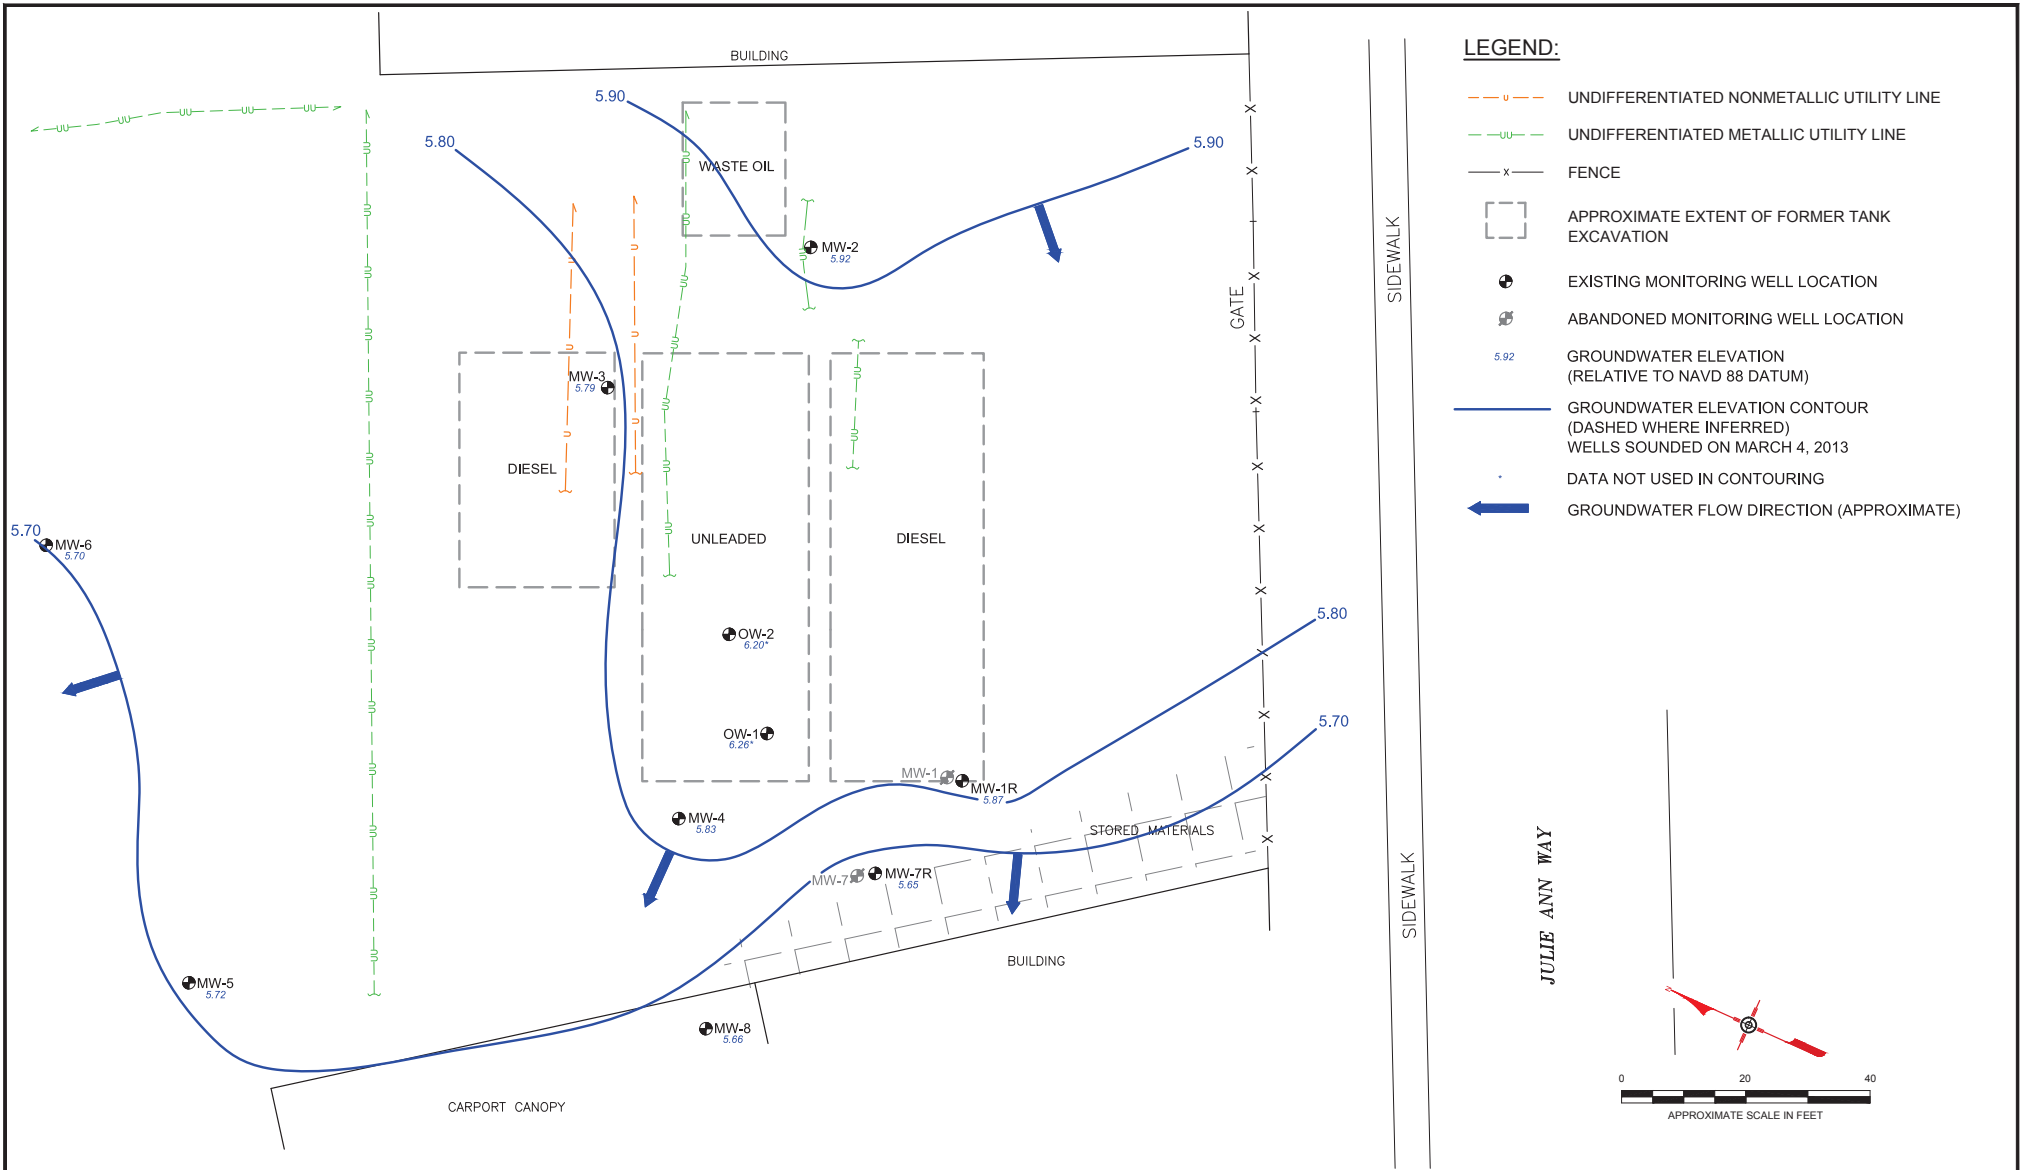 BUILDING
5.90
5.80
5.90
WASTE OIL
MW-2
5.92
GATE
SIDEWALK
MW-3
5.79
DIESEL
UNLEADED
DIESEL
5.70
MW-6
5.70
OW-2
6.20*
OW-1
6.26*
5.80
5.70
MW-1
MW-1R
5.87
MW-4
5.83
STORED MATERIALS
MW-7
MW-7R
5.65
SIDEWALK
JULIE ANN WAY
BUILDING
MW-5
5.72
MW-8
5.66
CARPORT CANOPY
LEGEND:
U
UNDIFFERENTIATED NONMETALLIC UTILITY LINE
UU
UNDIFFERENTIATED METALLIC UTILITY LINE
X
FENCE
APPROXIMATE EXTENT OF FORMER TANK
EXCAVATION
EXISTING MONITORING WELL LOCATION
ABANDONED MONITORING WELL LOCATION
5.92
GROUNDWATER ELEVATION
(RELATIVE TO NAVD 88 DATUM)
GROUNDWATER ELEVATION CONTOUR
(DASHED WHERE INFERRED)
WELLS SOUNDED ON MARCH 4, 2013
*
DATA NOT USED IN CONTOURING
GROUNDWATER FLOW DIRECTION (APPROXIMATE)
N
0 20 40
APPROXIMATE SCALE IN FEET